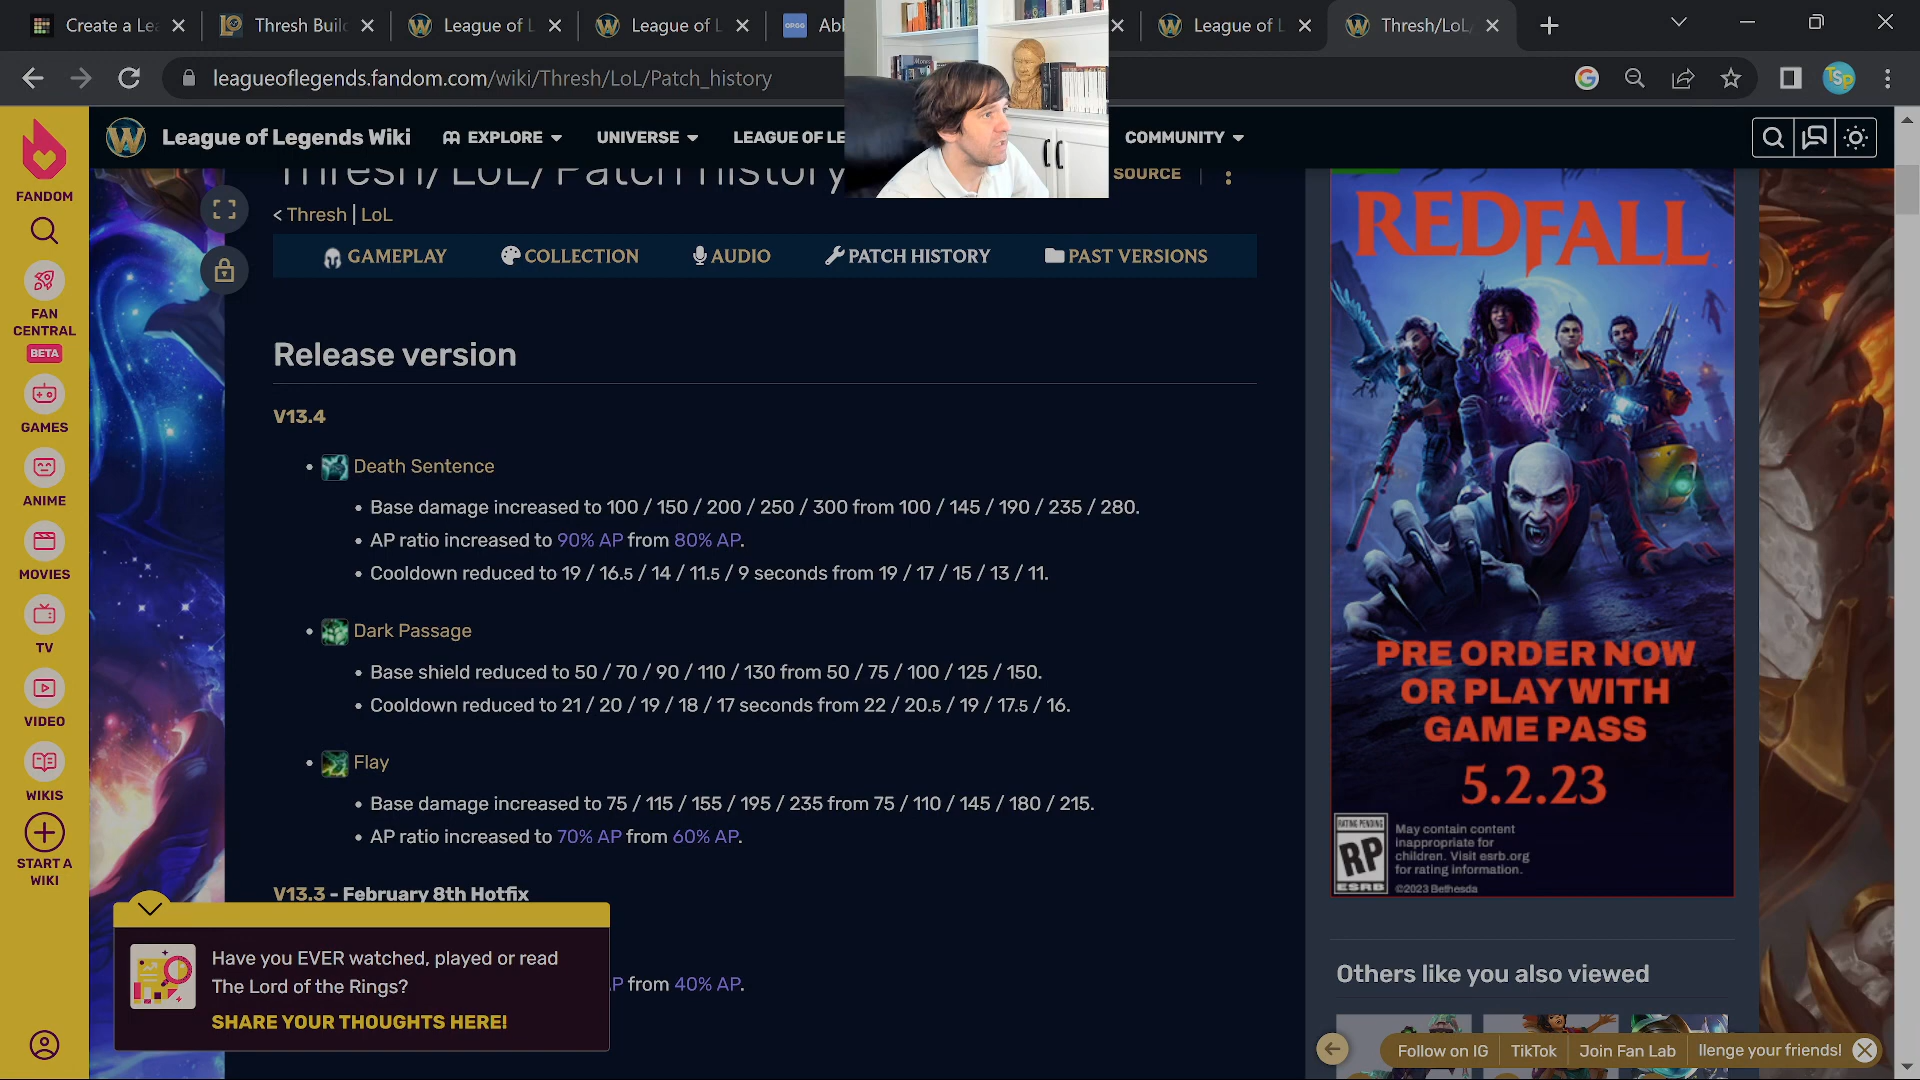 Create a Lea
Thresh Buil
League of L
League of L
OP.GG
Abl
League of L
Thresh/LoL
leagueoflegends.fandom.com/wiki/Thresh/LoL/Patch_history
TSP
League of Legends Wiki
EXPLORE
UNIVERSE
LEAGUE OF LE
COMMUNITY
Thresh/LoL/Patch history
SOURCE
< Thresh | LoL
GAMEPLAY
COLLECTION
AUDIO
PATCH HISTORY
PAST VERSIONS
FANDOM
FAN
CENTRAL
BETA
GAMES
ANIME
MOVIES
TV
VIDEO
WIKIS
START A
WIKI
Release version
V13.4
• Death Sentence
• Base damage increased to 100 / 150 / 200 / 250 / 300 from 100 / 145 / 190 / 235 / 280.
• AP ratio increased to 90% AP from 80% AP.
• Cooldown reduced to 19 / 16.5 / 14 / 11.5 / 9 seconds from 19 / 17 / 15 / 13 / 11.
• Dark Passage
• Base shield reduced to 50 / 70 / 90 / 110 / 130 from 50 / 75 / 100 / 125 / 150.
• Cooldown reduced to 21 / 20 / 19 / 18 / 17 seconds from 22 / 20.5 / 19 / 17.5 / 16.
• Flay
• Base damage increased to 75 / 115 / 155 / 195 / 235 from 75 / 110 / 145 / 180 / 215.
• AP ratio increased to 70% AP from 60% AP.
V13.3 - February 8th Hotfix
P from 40% AP.
Have you EVER watched, played or read
The Lord of the Rings?
SHARE YOUR THOUGHTS HERE!
REDFALL
PRE ORDER NOW
OR PLAY WITH
GAME PASS
5.2.23
RATING PENDING
RP
ESRB
May contain content
inappropriate for
children. Visit esrb.org
for rating information.
©2023 Bethesda
Others like you also viewed
Follow on IG
TikTok
Join Fan Lab
llenge your friends!